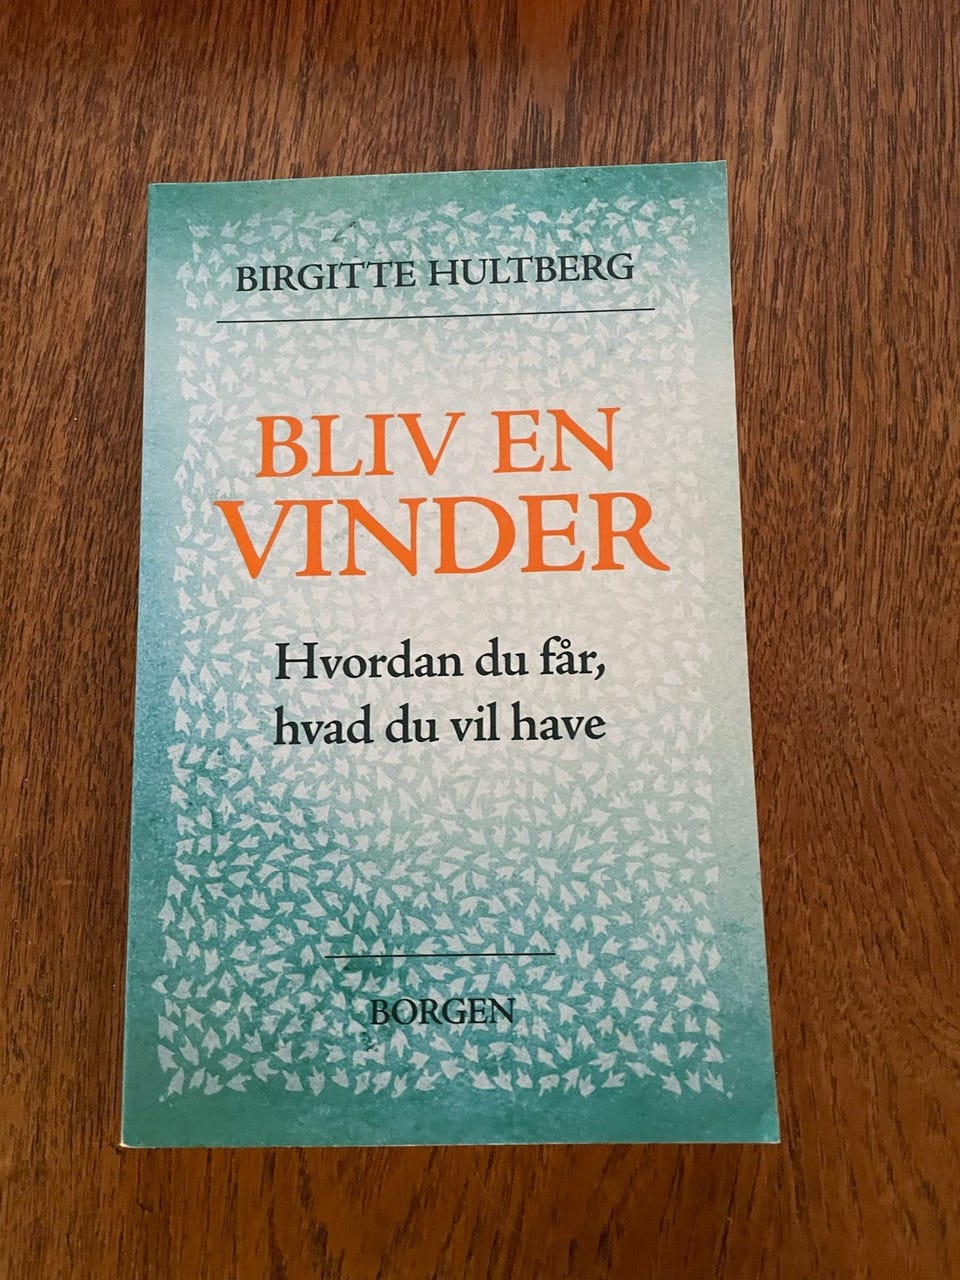 BIRGITTE HULTBERG
BLIV EN
VINDER
Hvordan du får,
hvad du vil have
BORGEN